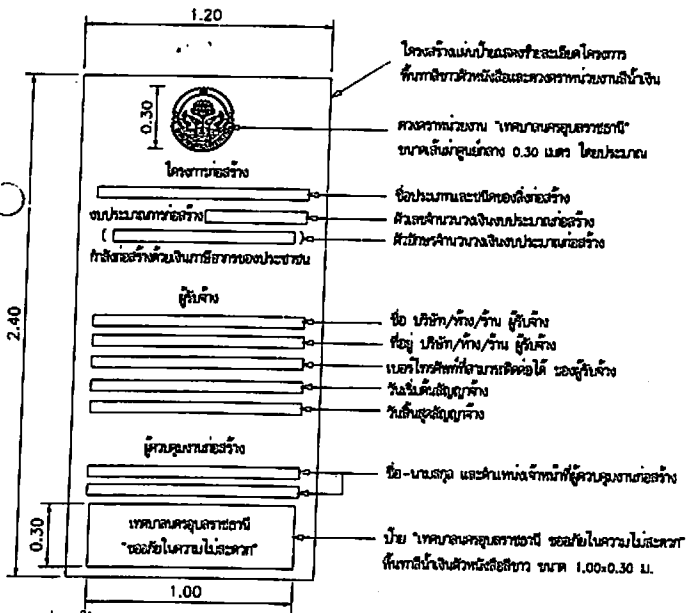 1.20
โครงสร้างแผ่นป้ายแสดงรายละเอียดโครงการ
พื้นทาสีขาวตัวหนังสือและดวงตราหน่วยงานสีน้ำเงิน
0.30
ดวงตราหน่วยงาน "เทศบาลนครอุบลราชธานี"
ขนาดเส้นผ่าศูนย์กลาง 0.30 เมตร โดยประมาณ
โครงการก่อสร้าง
ชื่อประเภทและชนิดของสิ่งก่อสร้าง
งบประมาณการก่อสร้าง
ตัวเลขจำนวนวงเงินงบประมาณก่อสร้าง
( )
ตัวอักษรจำนวนวงเงินงบประมาณก่อสร้าง
กำลังก่อสร้างด้วยเงินภาษีอากรของประชาชน
2.40
ผู้รับจ้าง
ชื่อ บริษัท/ห้าง/ร้าน ผู้รับจ้าง
ที่อยู่ บริษัท/ห้าง/ร้าน ผู้รับจ้าง
เบอร์โทรศัพท์ที่สามารถติดต่อได้ ของผู้รับจ้าง
วันเริ่มต้นสัญญาจ้าง
วันสิ้นสุดสัญญาจ้าง
ผู้ควบคุมงานก่อสร้าง
ชื่อ-นามสกุล และตำแหน่งเจ้าหน้าที่ผู้ควบคุมงานก่อสร้าง
0.30
เทศบาลนครอุบลราชธานี
"ขออภัยในความไม่สะดวก"
ป้าย "เทศบาลนครอุบลราชธานี ขออภัยในความไม่สะดวก"
พื้นทาสีน้ำเงินตัวหนังสือสีขาว ขนาด 1.00x0.30 ม.
1.00